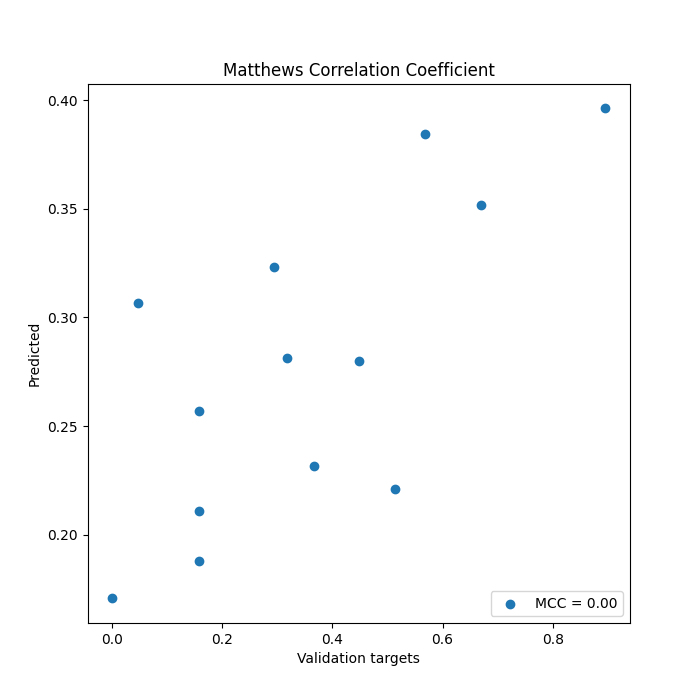 Matthews Correlation Coefficient
0.40
0.35
0.30
0.25
0.20
Predicted
MCC = 0.00
0.0 0.2 0.4 0.6 0.8
Validation targets